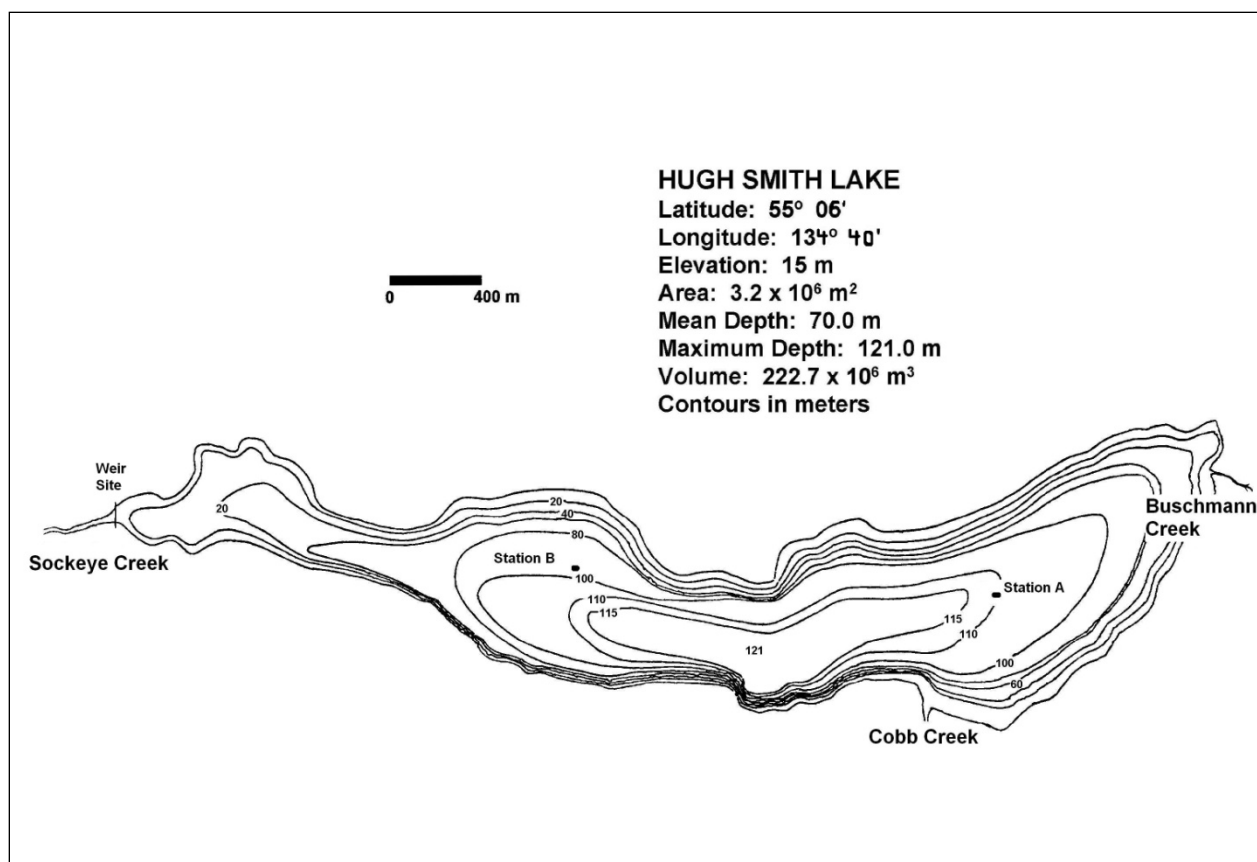 HUGH SMITH LAKE
Latitude: 55º 06'
Longitude: 134º 40'
Elevation: 15 m
Area: 3.2 x 10⁶ m²
Mean Depth: 70.0 m
Maximum Depth: 121.0 m
Volume: 222.7 x 10⁶ m³
Contours in meters
0 400 m
Weir
Site
Sockeye Creek
20
20
40
80
Station B
100
110
115
121
Station A
115
110
100
60
Buschmann
Creek
Cobb Creek